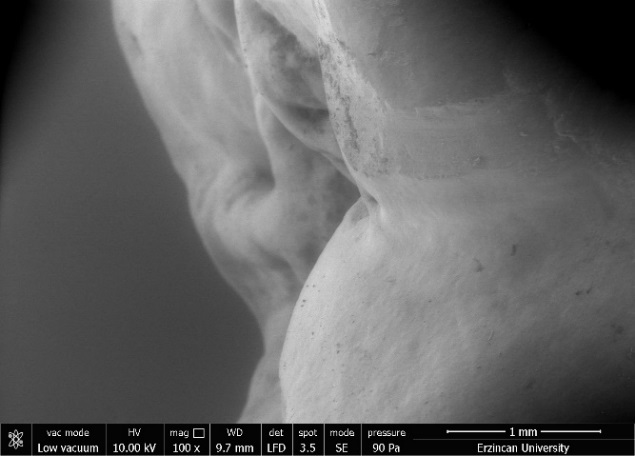 vac mode HV mag WD det spot mode pressure 1 mm
Low vacuum 10.00 kV 100 x 9.7 mm LFD 3.5 SE 90 Pa Erzincan University